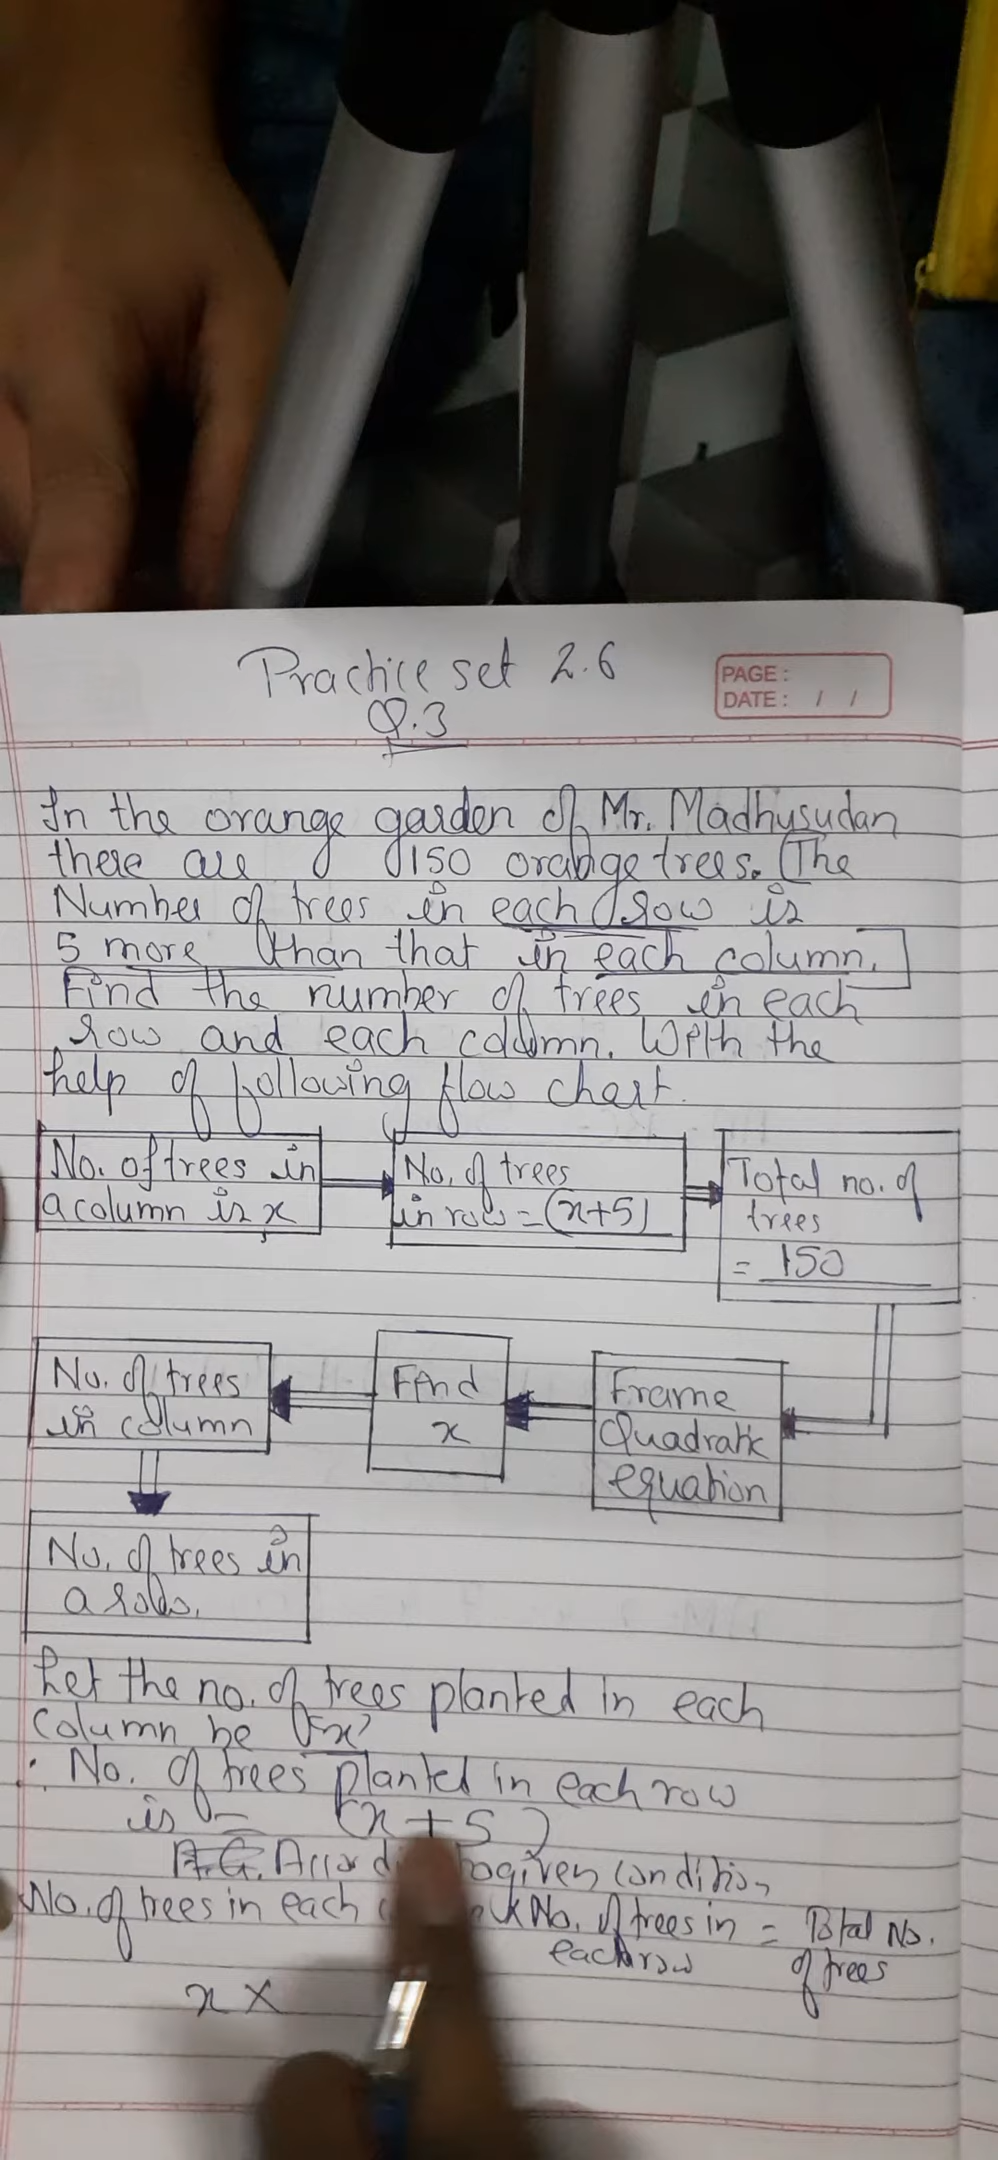 Practice set 2.6
Q.3
PAGE:
DATE: / /
In the orange garden of Mr. Madhusudan
there are 150 orange trees. The
Number of trees in each row is
5 more than that in each column.
Find the number of trees in each
row and each column. With the
help of following flow chart.
No. of trees in
a column is x
No. of trees
in row = (x+5)
Total no. of
trees
= 150
Frame
Quadratic
equation
Find
x
No. of trees
in column
No. of trees in
a row.
Let the no. of trees planted in each
column be 'x'
∴ No. of trees planted in each row
is = (x+5)
given condition
No. of trees in each No. of trees in = Total No.
each row of trees
x ×